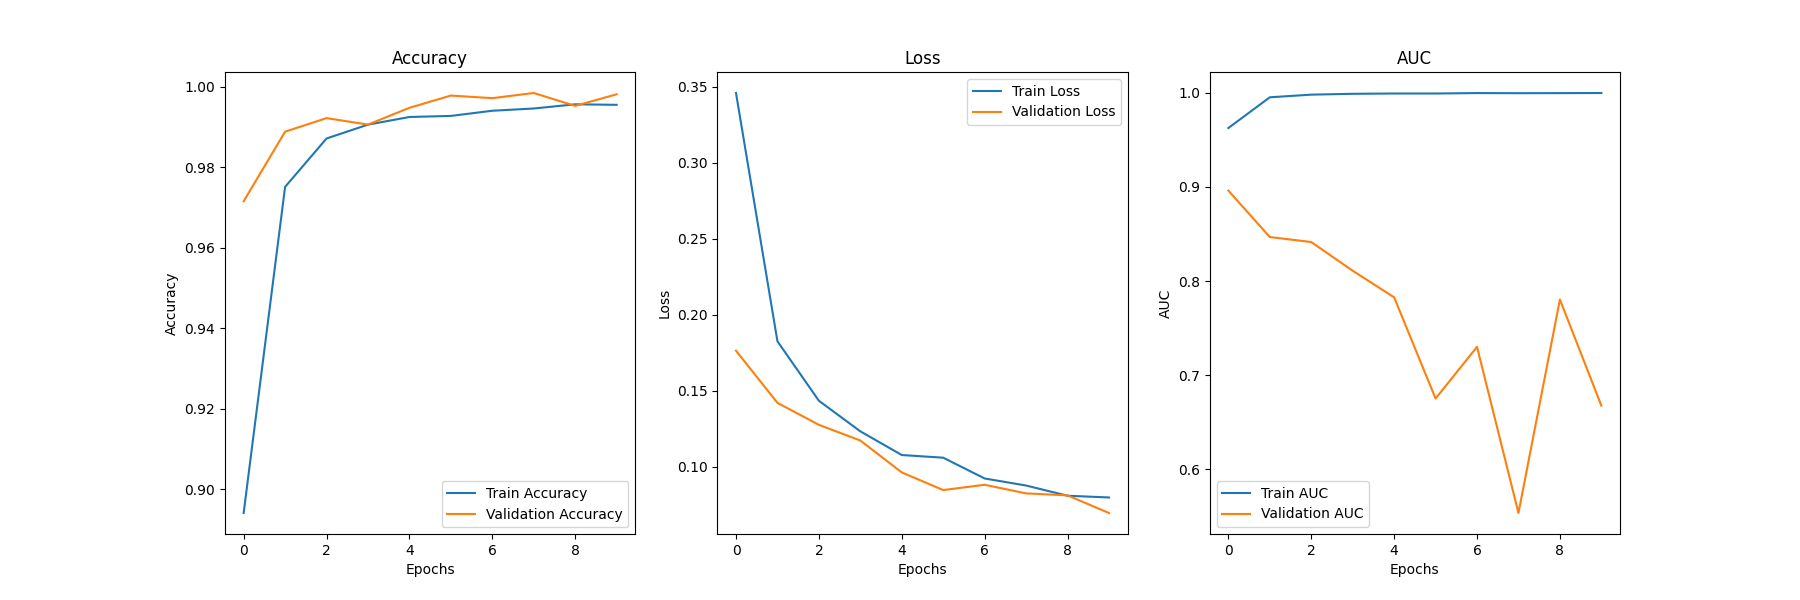 Accuracy
1.00
0.98
0.96
0.94
0.92
0.90
Accuracy
Train Accuracy
Validation Accuracy
0 2 4 6 8
Epochs
Loss
0.35
0.30
0.25
0.20
0.15
0.10
Loss
Train Loss
Validation Loss
0 2 4 6 8
Epochs
AUC
1.0
0.9
0.8
0.7
0.6
AUC
Train AUC
Validation AUC
0 2 4 6 8
Epochs